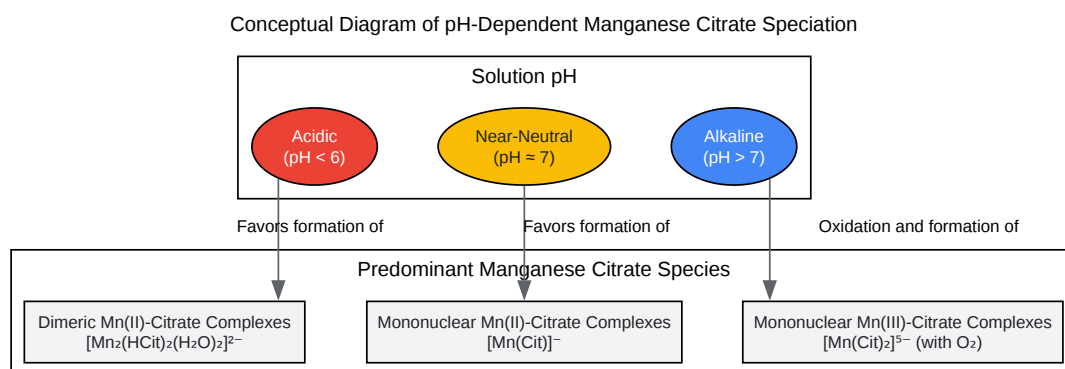 Conceptual Diagram of pH-Dependent Manganese Citrate Speciation
Solution pH
Acidic
(pH < 6)
Near-Neutral
(pH ≈ 7)
Alkaline
(pH > 7)
Favors formation of
Favors formation of
Oxidation and formation of
Predominant Manganese Citrate Species
Dimeric Mn(II)-Citrate Complexes
[Mn₂(HCit)₂(H₂O)₂]²⁻
Mononuclear Mn(II)-Citrate Complexes
[Mn(Cit)]⁻
Mononuclear Mn(III)-Citrate Complexes
[Mn(Cit)₂]⁵⁻ (with O₂)